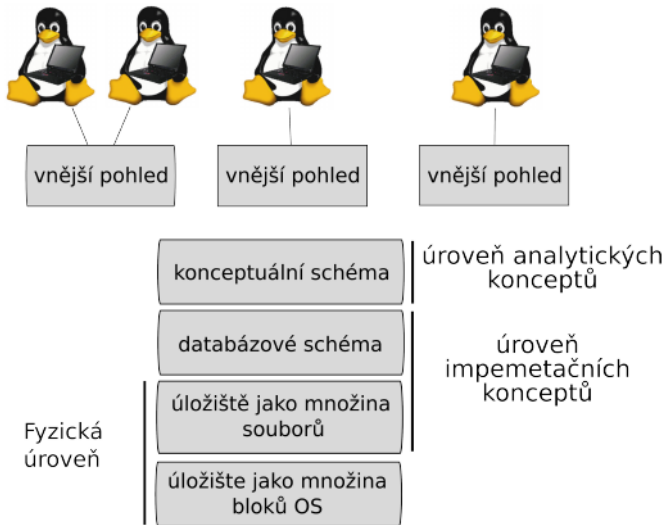 vnější pohled
vnější pohled
vnější pohled
konceptuální schéma
úroveň analytických
konceptů
databázové schéma
úroveň
impemetačních
konceptů
úložiště jako množina
souborů
Fyzická
úroveň
úložište jako množina
bloků OS